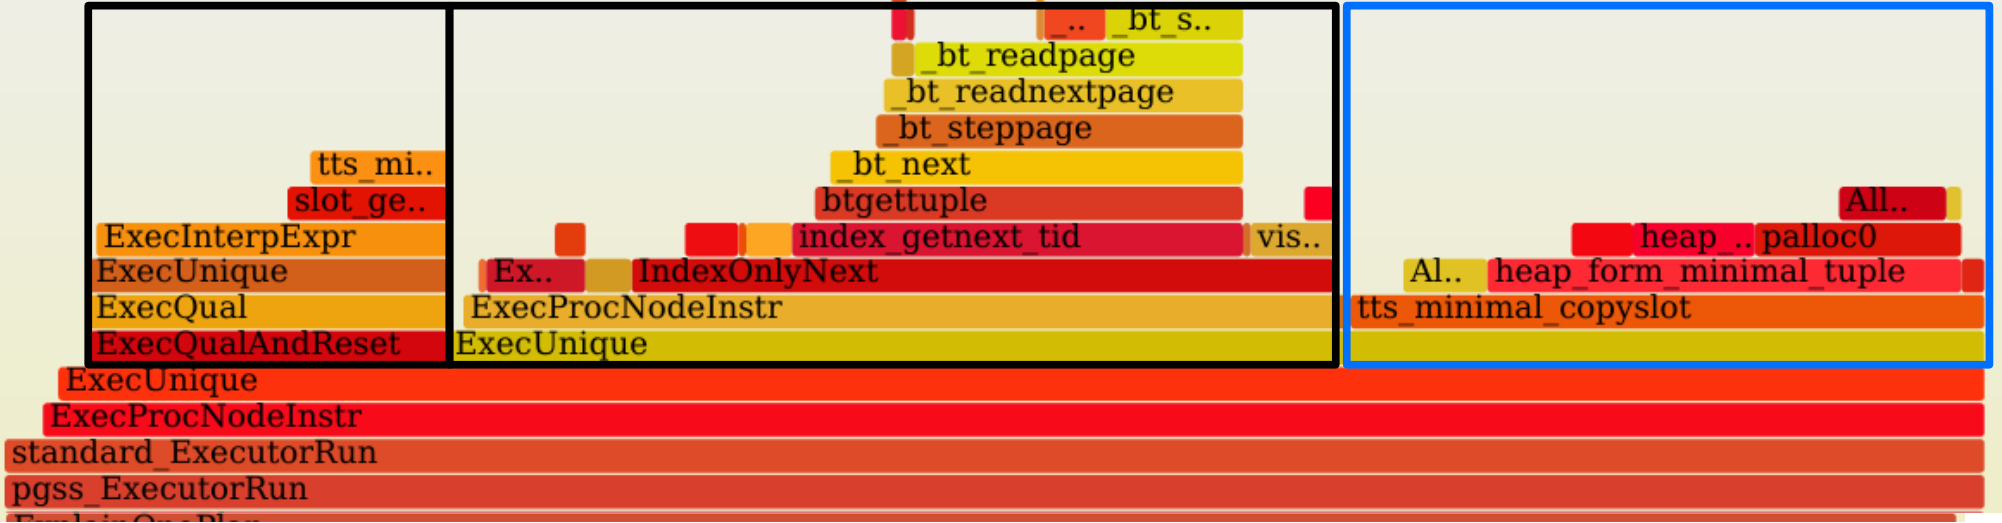 _.. _bt_s..
_bt_readpage
_bt_readnextpage
_bt_steppage
tts_mi.. _bt_next
slot_ge.. btgettuple All..
ExecInterpExpr index_getnext_tid vis.. heap_.. palloc0
ExecUnique Ex.. IndexOnlyNext Al.. heap_form_minimal_tuple
ExecQual ExecProcNodeInstr tts_minimal_copyslot
ExecQualAndReset ExecUnique
ExecUnique
ExecProcNodeInstr
standard_ExecutorRun
pgss_ExecutorRun
ExplainOnePlan